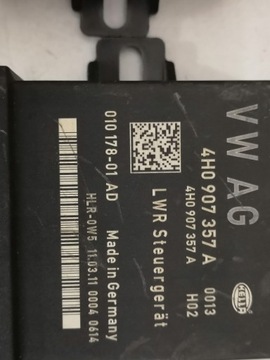 VW AG
4H0 907 357 A 0013
4H0 907 357 A H02
LWR Steuergerät
HELLA
010 178-01 AD Made in Germany
HLR-0W5 11.03.11 0004 0614